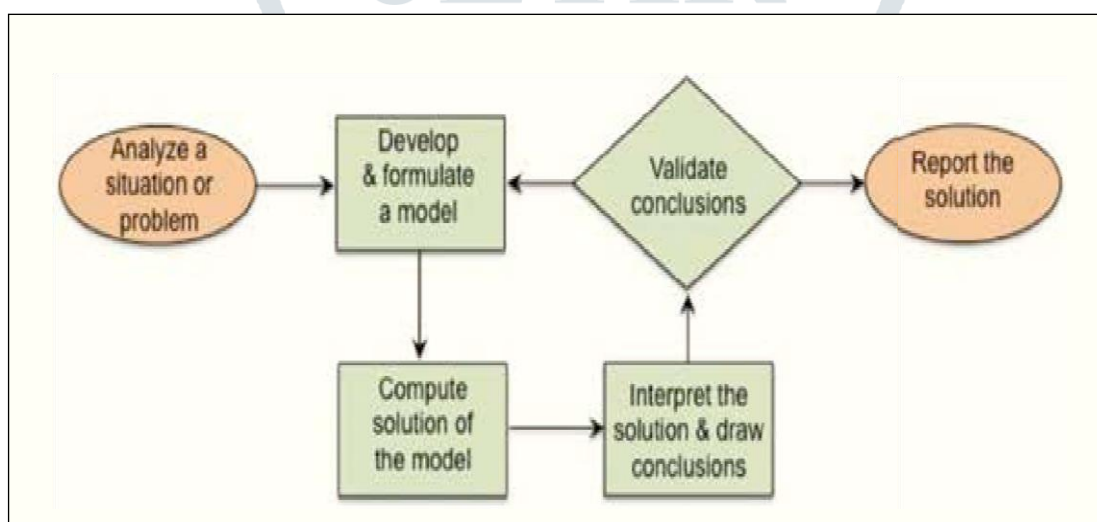 Analyze a
situation or
problem
Develop
& formulate
a model
Validate
conclusions
Report the
solution
Compute
solution of
the model
Interpret the
solution & draw
conclusions